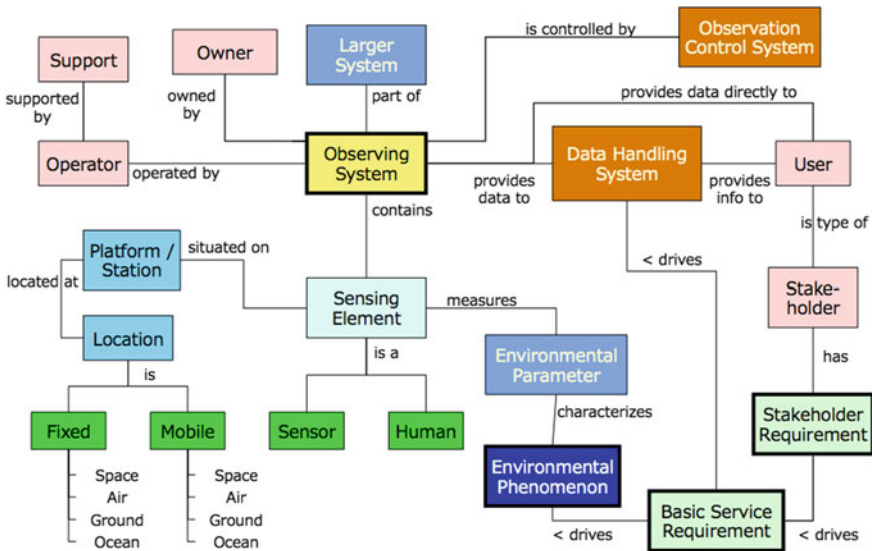 Support
Owner
Larger
System
is controlled by
Observation
Control System
supported
by
owned
by
part of
provides data directly to
Operator
operated by
Observing
System
provides
data to
Data Handling
System
provides
info to
User
contains
is type of
Platform /
Station
situated on
located at
< drives
Sensing
Element
measures
Stake-
holder
Location
is a
is
Environmental
Parameter
has
characterizes
Fixed
Mobile
Sensor
Human
Stakeholder
Requirement
Space
Air
Ground
Ocean
Space
Air
Ground
Ocean
Environmental
Phenomenon
Basic Service
Requirement
< drives
< drives